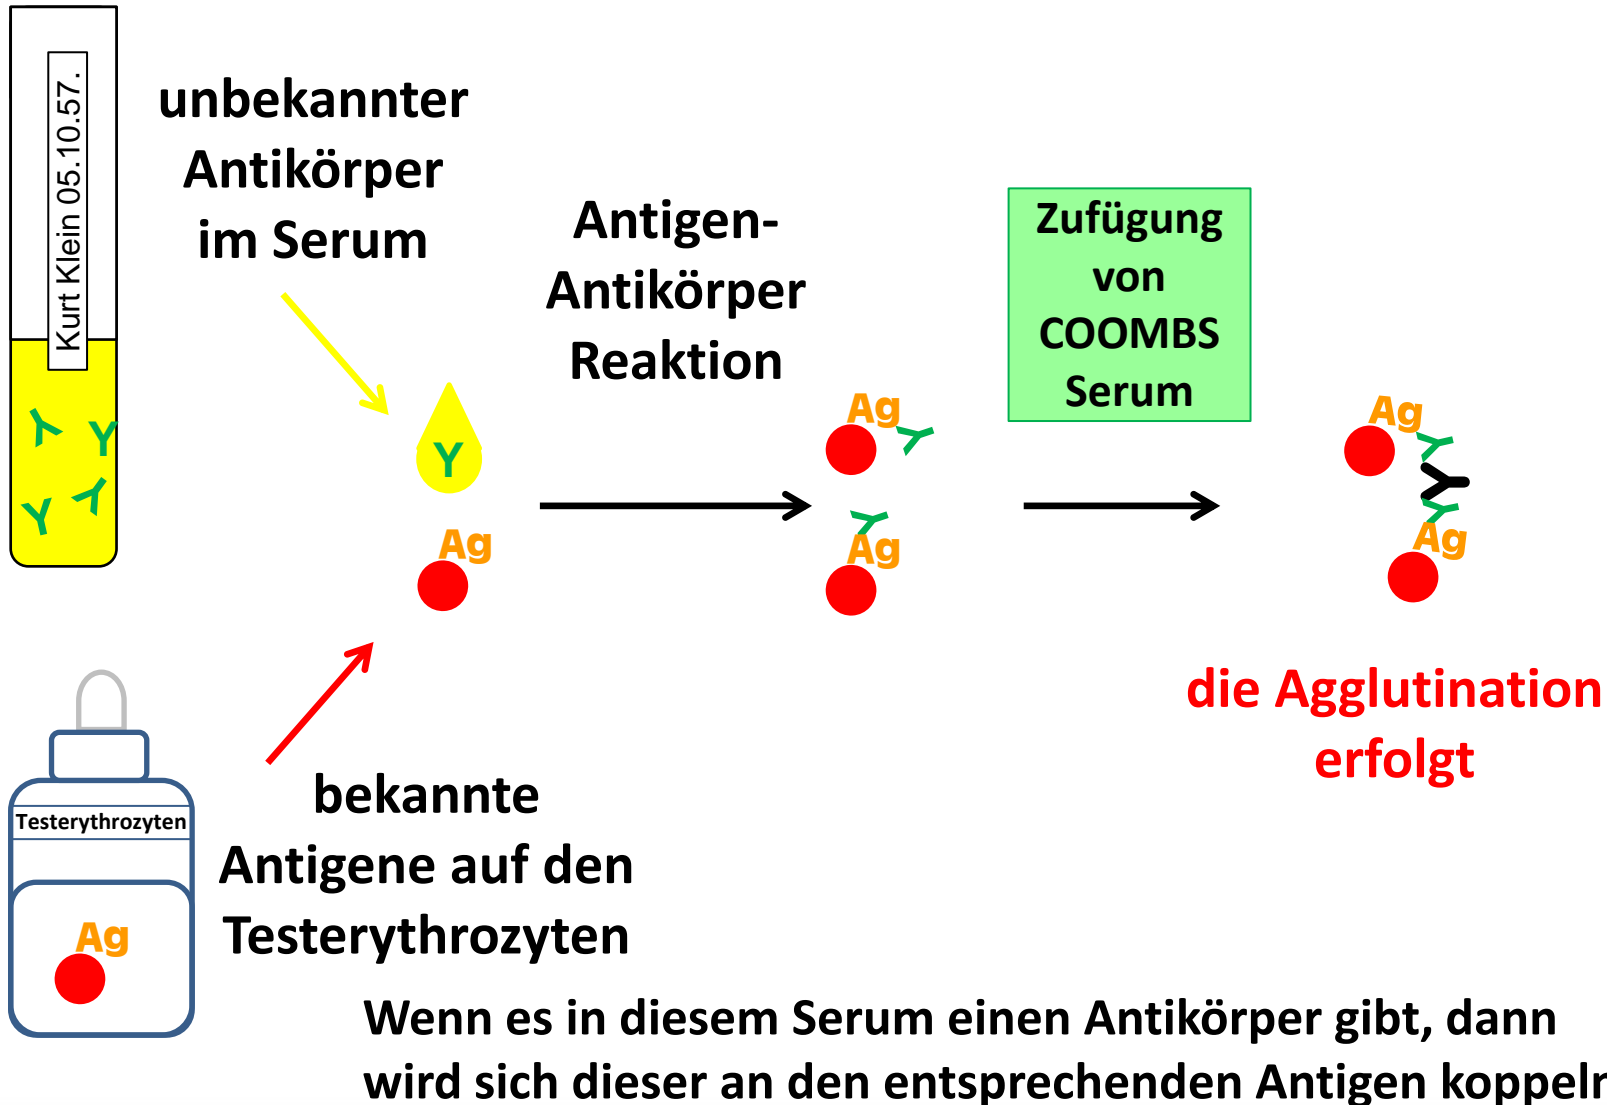 Kurt Klein 05.10.57.
unbekannter
Antikörper
im Serum
Antigen-
Antikörper
Reaktion
Zufügung
von
COOMBS
Serum
Y
Y
Y
Y
Y
Ag
Ag
Y
Y
Ag
Ag
Y
Y
Y
Ag
die Agglutination
erfolgt
Testerythrozyten
Ag
bekannte
Antigene auf den
Testerythrozyten
Wenn es in diesem Serum einen Antikörper gibt, dann
wird sich dieser an den entsprechenden Antigen koppeln